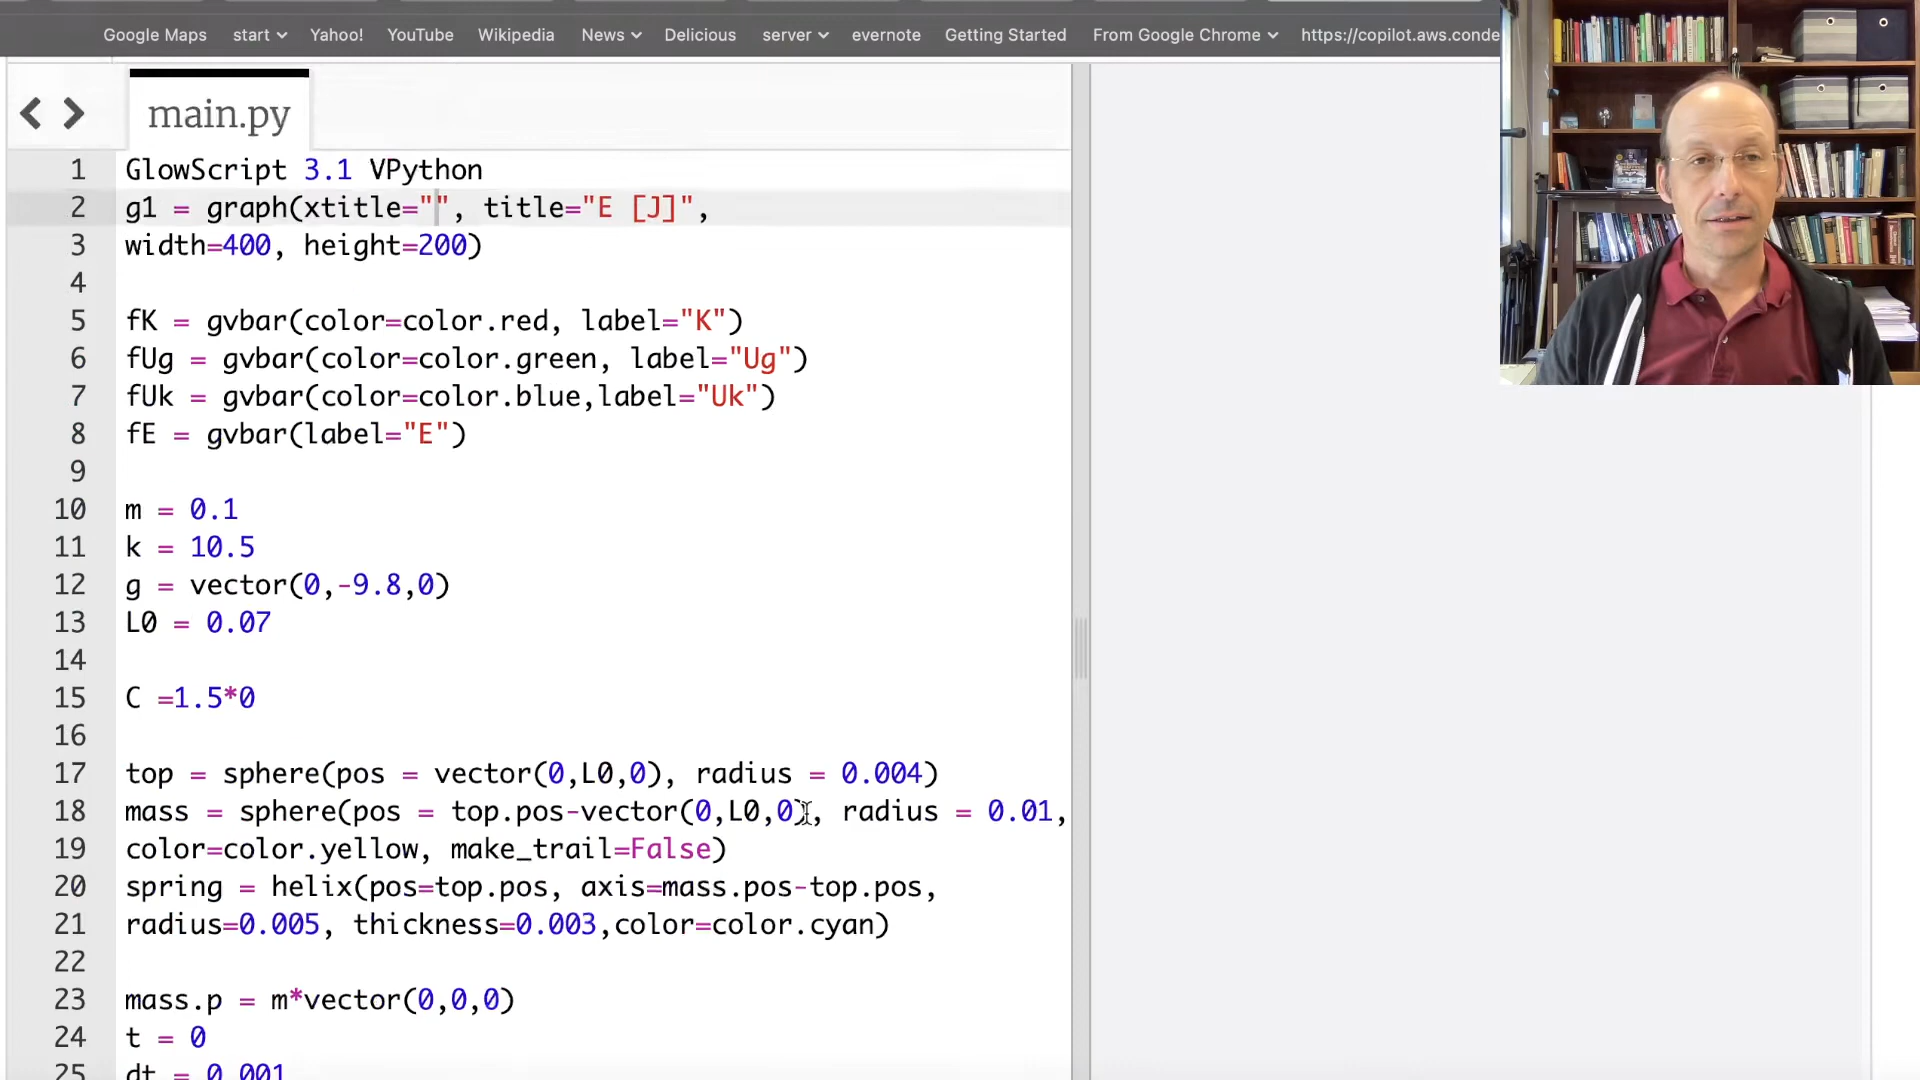 Google Maps start Yahoo! YouTube Wikipedia News Delicious server evernote Getting Started From Google Chrome https://copilot.aws.conde
main.py
1 GlowScript 3.1 VPython
2 g1 = graph(xtitle="", title="E [J]",
3 width=400, height=200)
4
5 fK = gvbar(color=color.red, label="K")
6 fUg = gvbar(color=color.green, label="Ug")
7 fUk = gvbar(color=color.blue,label="Uk")
8 fE = gvbar(label="E")
9
10 m = 0.1
11 k = 10.5
12 g = vector(0,-9.8,0)
13 L0 = 0.07
14
15 C =1.5*0
16
17 top = sphere(pos = vector(0,L0,0), radius = 0.004)
18 mass = sphere(pos = top.pos-vector(0,L0,0), radius = 0.01,
19 color=color.yellow, make_trail=False)
20 spring = helix(pos=top.pos, axis=mass.pos-top.pos,
21 radius=0.005, thickness=0.003,color=color.cyan)
22
23 mass.p = m*vector(0,0,0)
24 t = 0
25 dt = 0.001